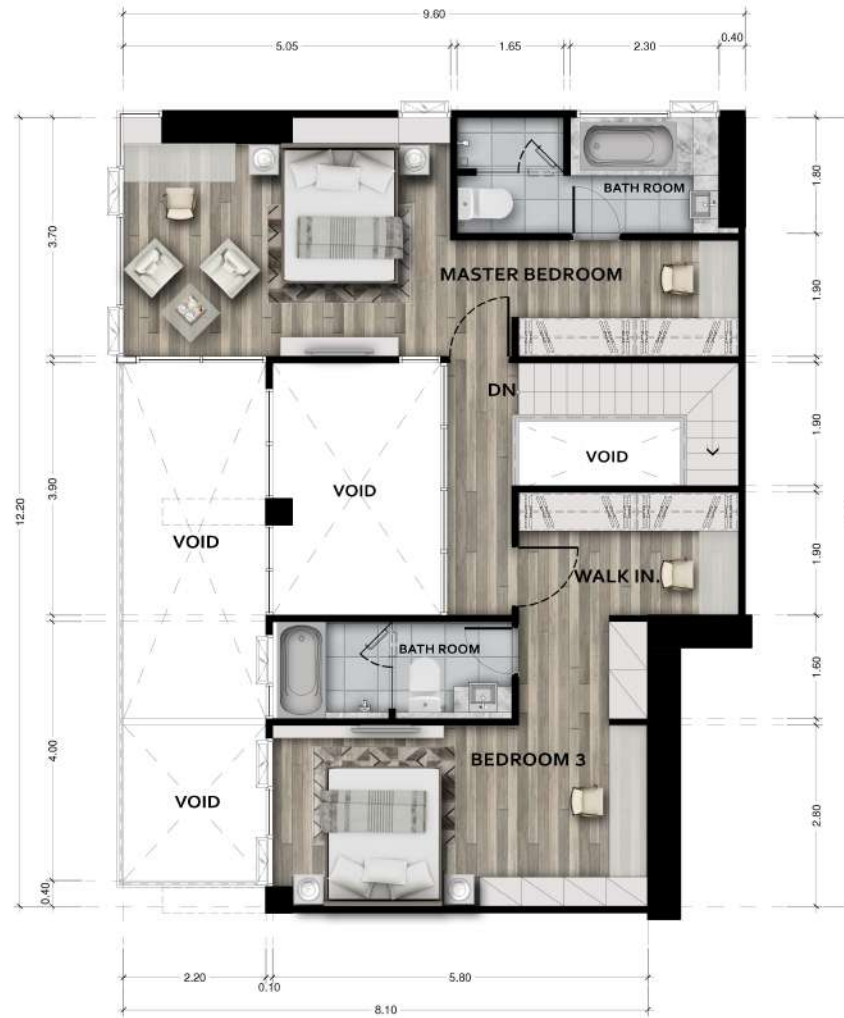 9.60
5.05
1.65
2.30
0.40
BATH ROOM
1.80
3.70
MASTER BEDROOM
1.90
DN
1.90
VOID
3.90
VOID
12.20
VOID
1.90
WALK IN.
BATH ROOM
1.60
4.00
BEDROOM 3
VOID
2.80
0.40
2.20
0.10
5.80
8.10